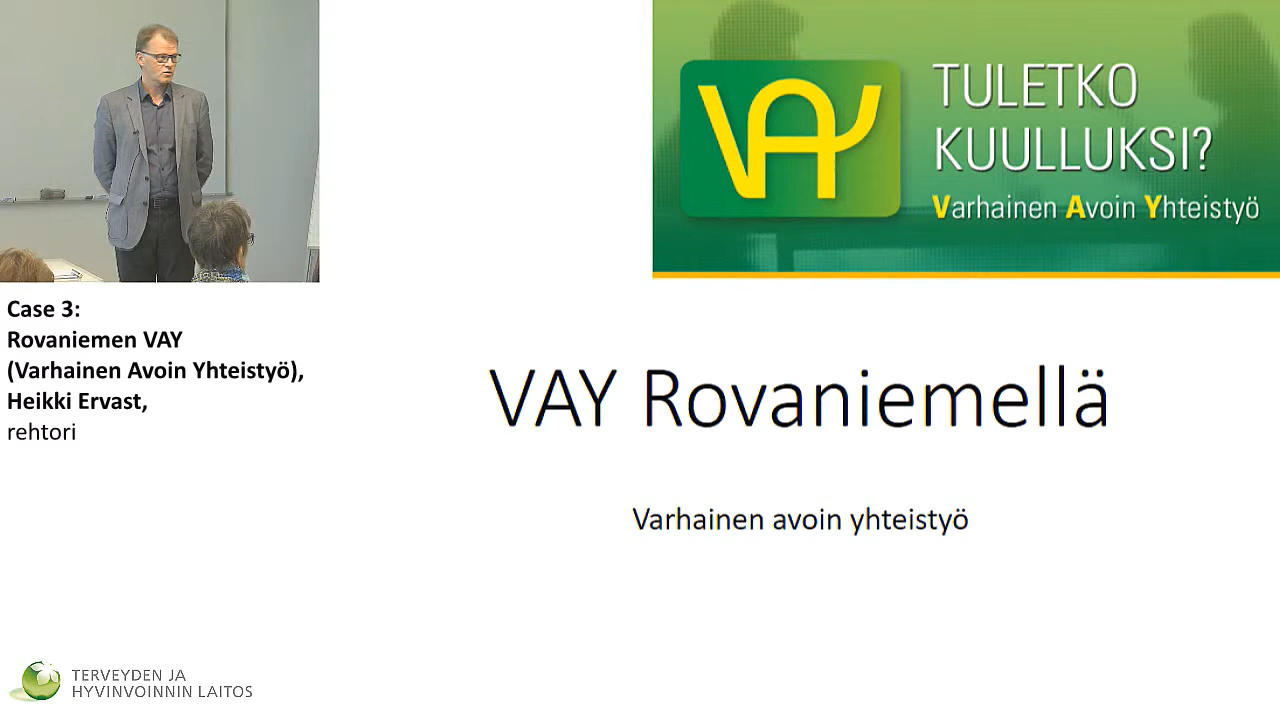 VAY
TULETKO
KUULLUKSI?
Varhainen Avoin Yhteistyö
Case 3:
Rovaniemen VAY
(Varhainen Avoin Yhteistyö),
Heikki Ervast,
rehtori
VAY Rovaniemellä
Varhainen avoin yhteistyö
TERVEYDEN JA
HYVINVOINNIN LAITOS